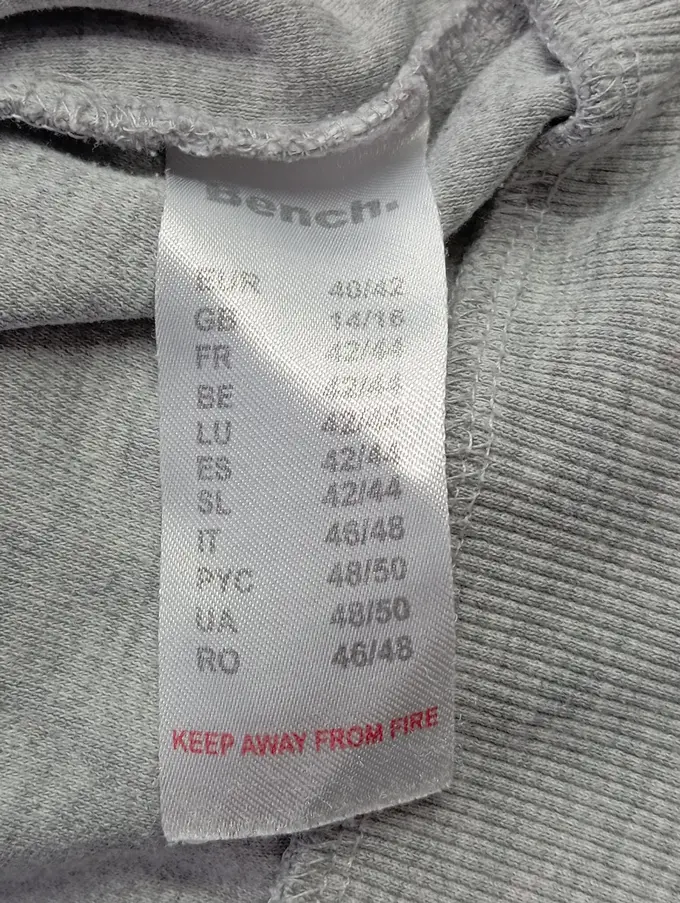 Bench.
EUR 40/42
GB 14/16
FR 42/44
BE 42/44
LU 42/44
ES 42/44
SL 42/44
IT 46/48
РУС 48/50
UA 48/50
RO 46/48
KEEP AWAY FROM FIRE